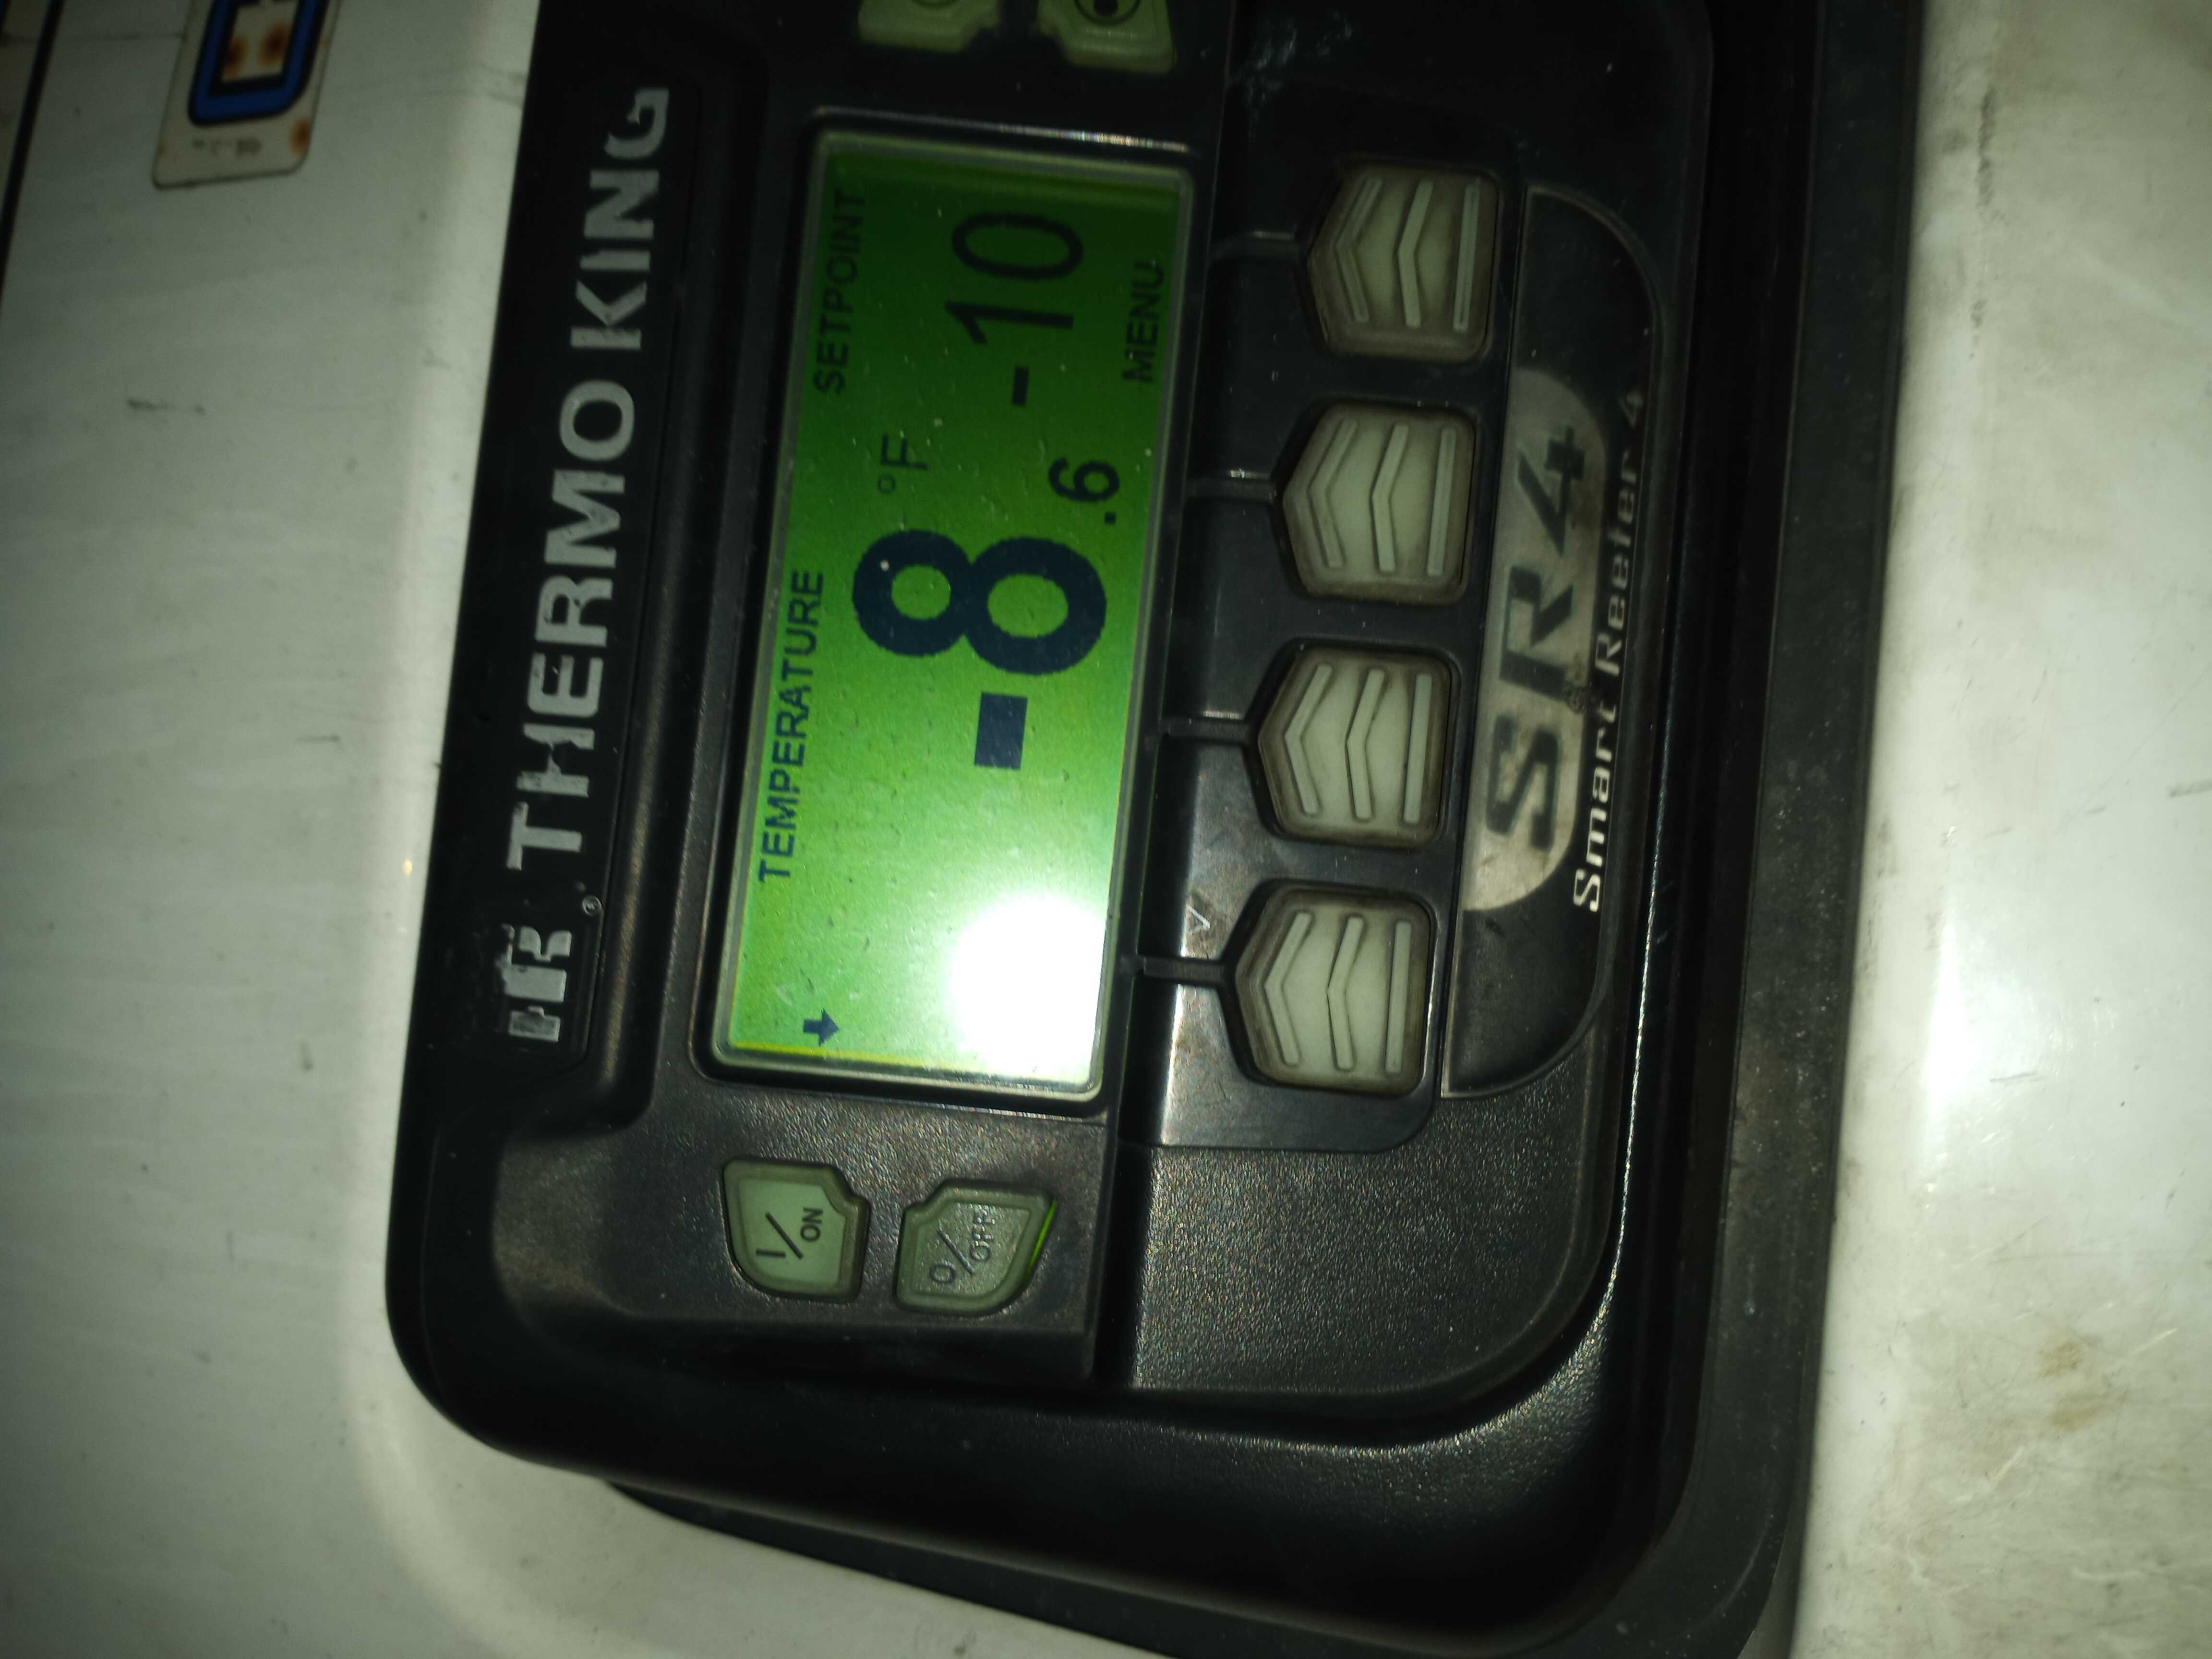 THERMO KING
I/ON
O/OFF
TEMPERATURE
SETPOINT
-8.6 °F
-10
MENU
SR4
Smart Reefer 4